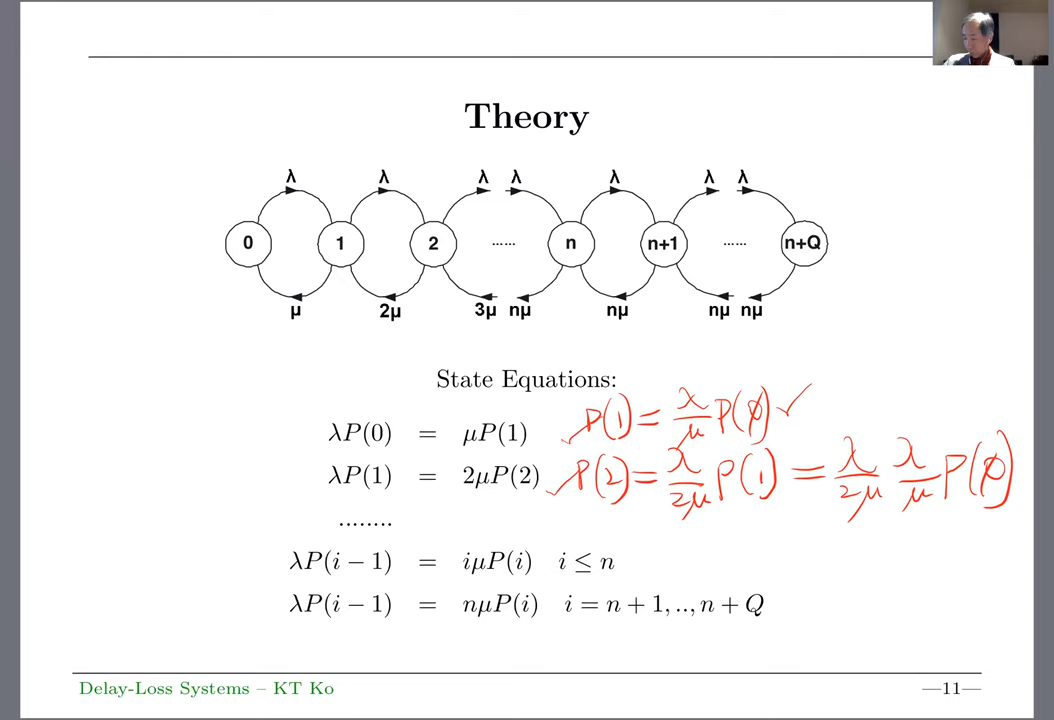 Theory
λ λ λ λ λ λ λ
0 1 2 ...... n n+1 ...... n+Q
μ 2μ 3μ nμ nμ nμ nμ
State Equations:
λP(0) = μP(1) P(1) = λ/μ P(0) ✓
λP(1) = 2μP(2) P(2) = λ/2μ P(1) = λ/2μ λ/μ P(0)
........
λP(i − 1) = iμP(i) i ≤ n
λP(i − 1) = nμP(i) i = n + 1, .., n + Q
Delay-Loss Systems – KT Ko —11—